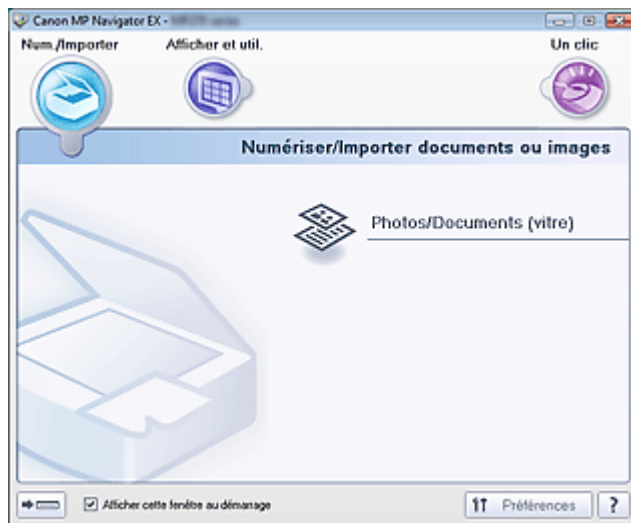 Canon MP Navigator EX -
Num./Importer
Afficher et util.
Un clic
Numériser/Importer documents ou images
Photos/Documents (vitre)
Afficher cette fenêtre au démarrage
Préférences
?